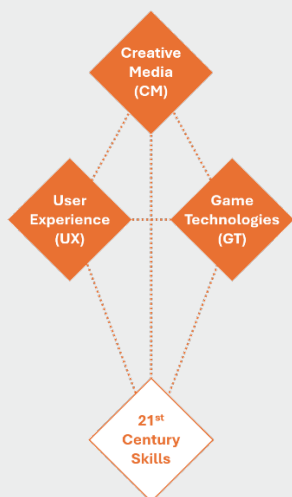 Creative
Media
(CM)
User
Experience
(UX)
Game
Technologies
(GT)
21st
Century
Skills